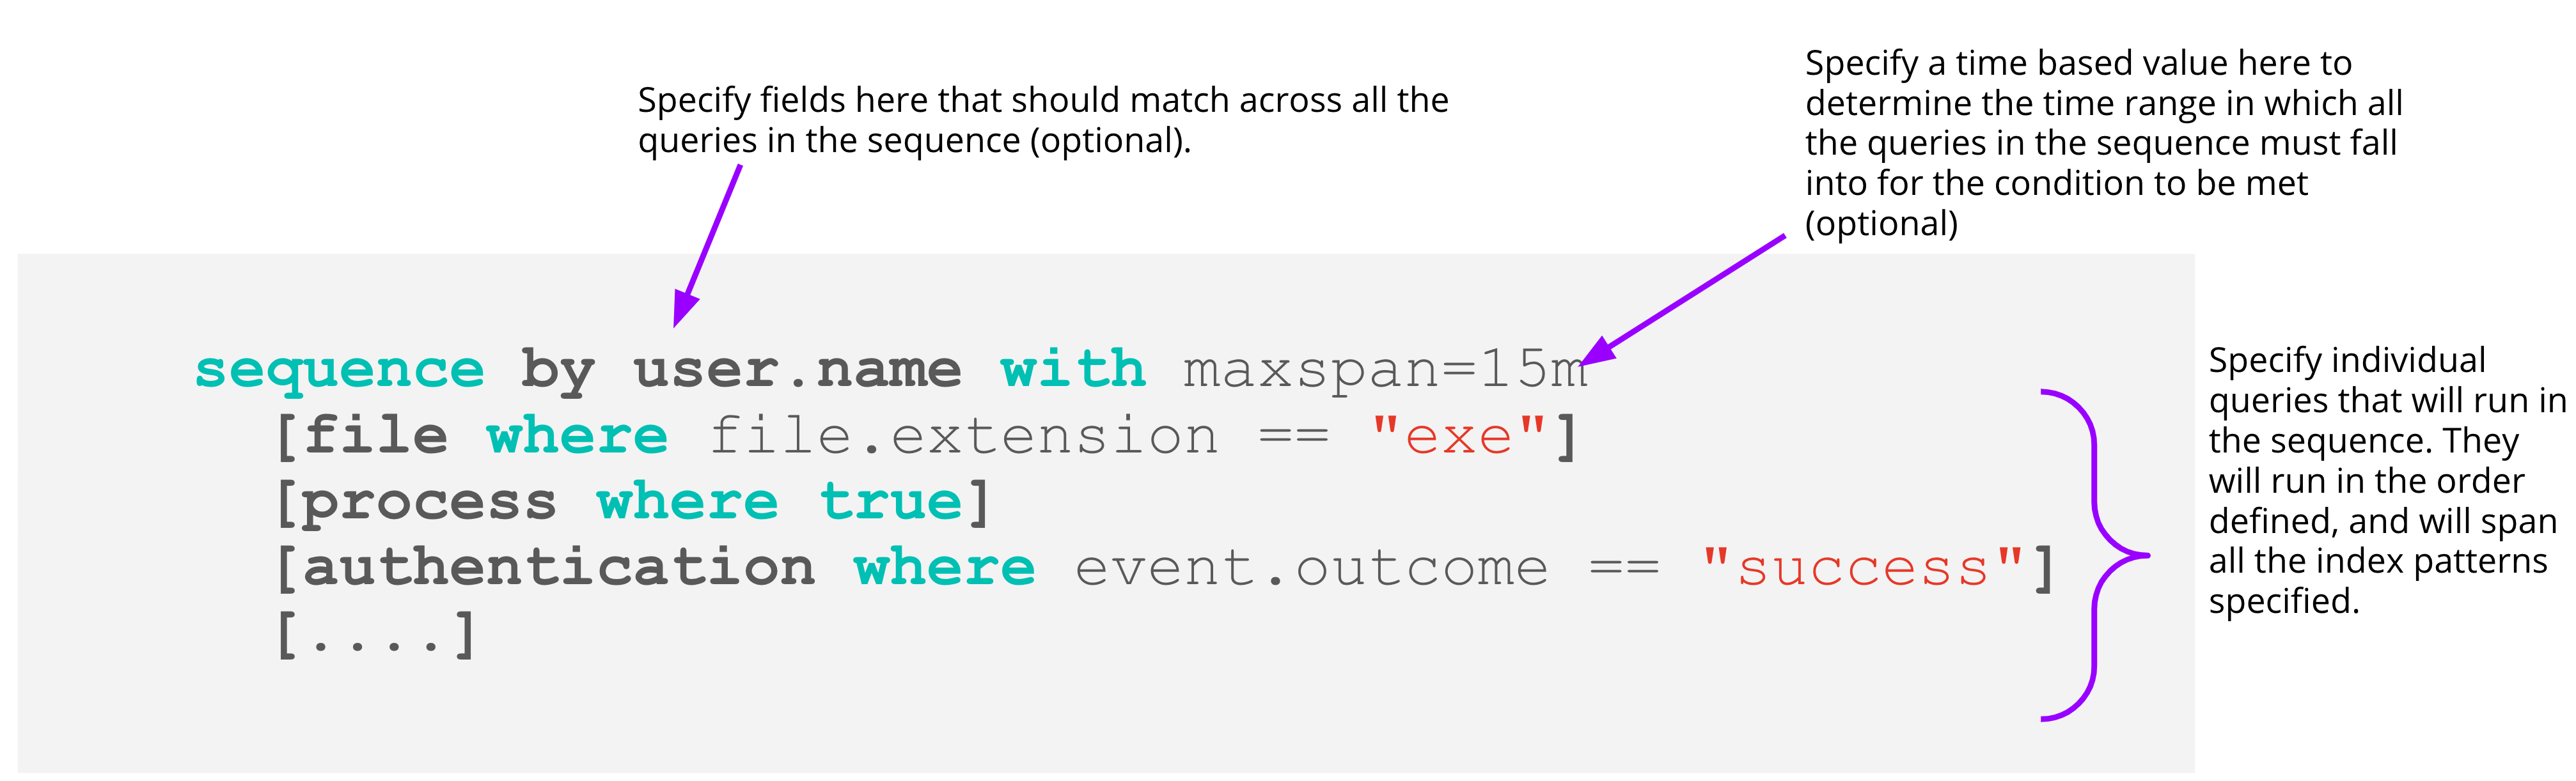 Specify fields here that should match across all the
queries in the sequence (optional).
Specify a time based value here to
determine the time range in which all
the queries in the sequence must fall
into for the condition to be met
(optional)
sequence by user.name with maxspan=15m
[file where file.extension == "exe"]
[process where true]
[authentication where event.outcome == "success"]
[....]
Specify individual
queries that will run in
the sequence. They
will run in the order
defined, and will span
all the index patterns
specified.